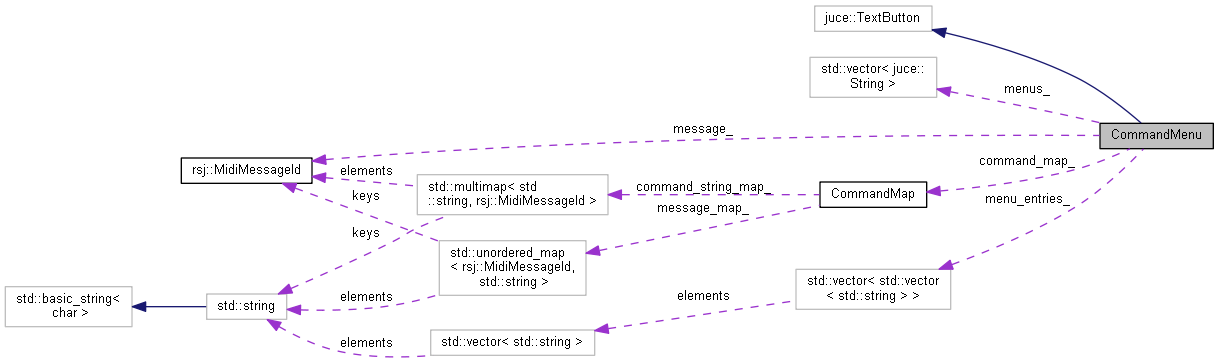 juce::TextButton
std::vector< juce::
String >
menus_
CommandMenu
message_
rsj::MidiMessageId
elements
std::multimap< std
::string, rsj::MidiMessageId >
command_string_map_
CommandMap
command_map_
keys
message_map_
menu_entries_
keys
std::unordered_map
< rsj::MidiMessageId,
std::string >
std::vector< std::vector
< std::string > >
std::basic_string<
char >
std::string
elements
elements
std::vector< std::string >
elements